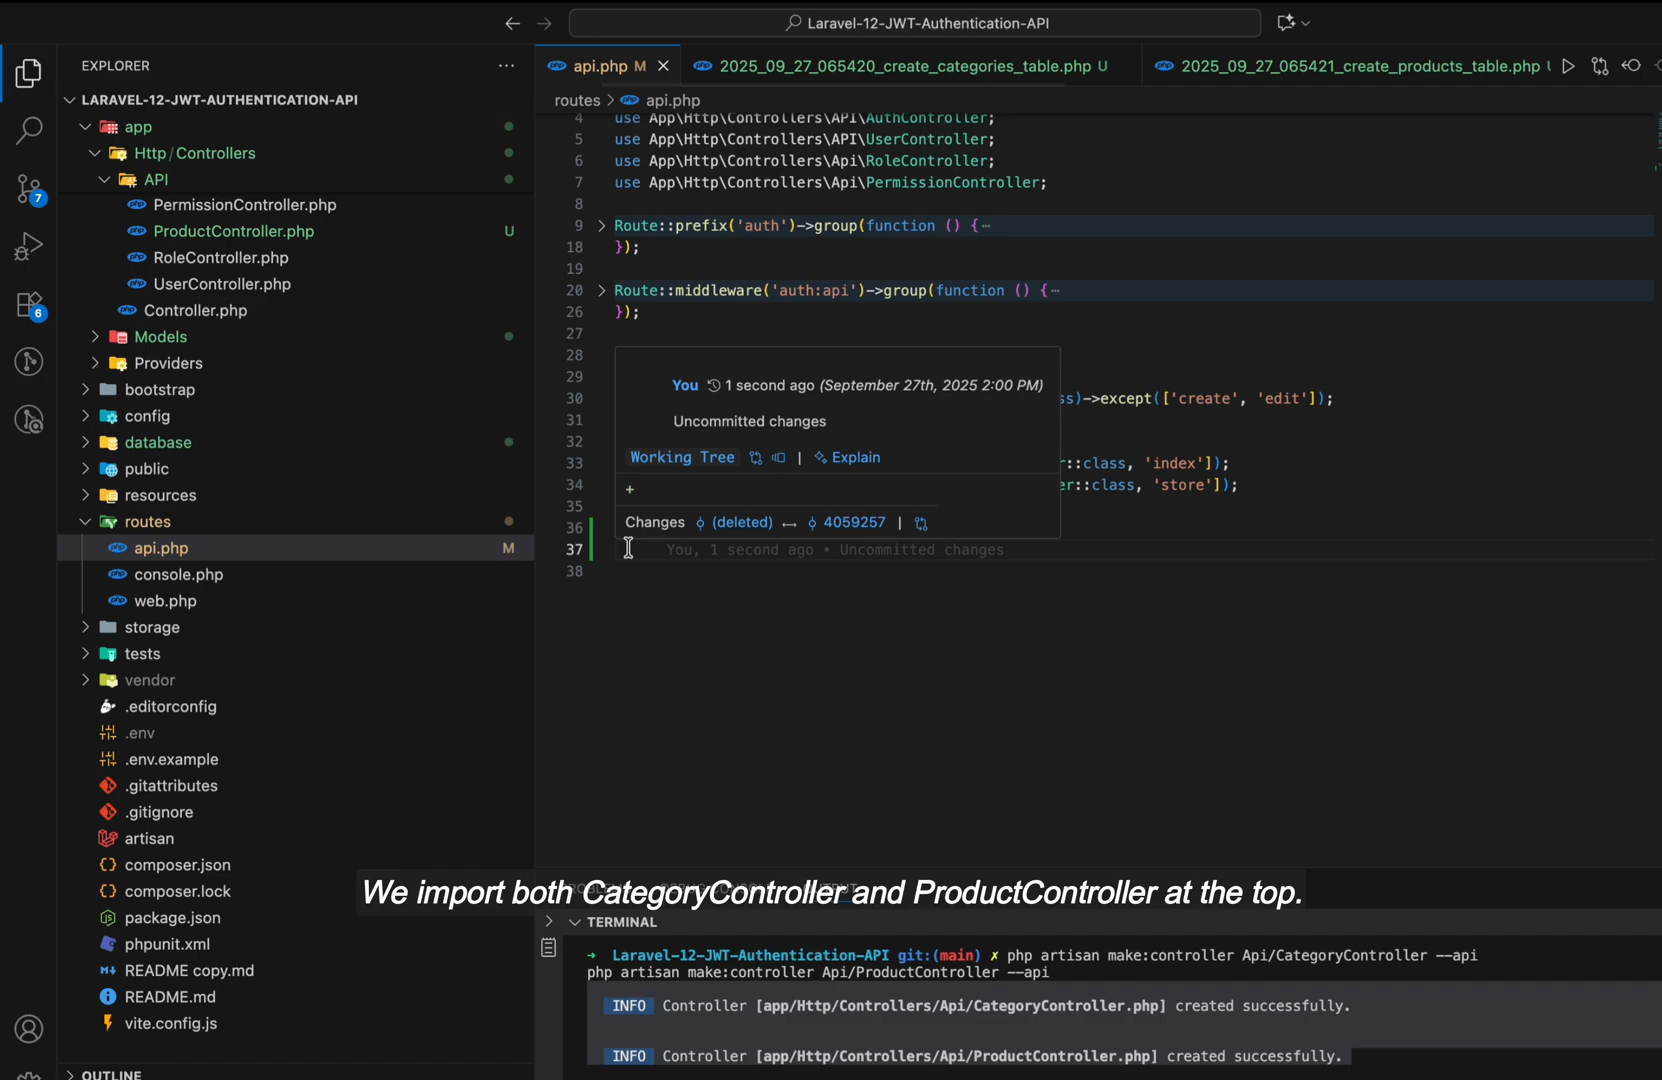 Laravel-12-JWT-Authentication-API
EXPLORER
LARAVEL-12-JWT-AUTHENTICATION-API
app
Http/Controllers
API
PermissionController.php
ProductController.php U
RoleController.php
UserController.php
Controller.php
Models
Providers
bootstrap
config
database
public
resources
routes
api.php M
console.php
web.php
storage
tests
vendor
.editorconfig
.env
.env.example
.gitattributes
.gitignore
artisan
composer.json
composer.lock
package.json
phpunit.xml
README copy.md
README.md
vite.config.js
OUTLINE
7
6
api.php M
2025_09_27_065420_create_categories_table.php U
2025_09_27_065421_create_products_table.php
routes > api.php
4 use App\Http\Controllers\API\AuthController;
5 use App\Http\Controllers\API\UserController;
6 use App\Http\Controllers\Api\RoleController;
7 use App\Http\Controllers\Api\PermissionController;
8
9 Route::prefix('auth')->group(function () {⋯
18 });
19
20 Route::middleware('auth:api')->group(function () {⋯
26 });
27
28
29
30 ss)->except(['create', 'edit']);
31
32
33 r::class, 'index']);
34 er::class, 'store']);
35
36
37 You, 1 second ago • Uncommitted changes
38
You 1 second ago (September 27th, 2025 2:00 PM)
Uncommitted changes
Working Tree | Explain
+
Changes (deleted) ↔ 4059257 |
We import both CategoryController and ProductController at the top.
TERMINAL
➜ Laravel-12-JWT-Authentication-API git:(main) ✗ php artisan make:controller Api/CategoryController --api
php artisan make:controller Api/ProductController --api
INFO Controller [app/Http/Controllers/Api/CategoryController.php] created successfully.
INFO Controller [app/Http/Controllers/Api/ProductController.php] created successfully.